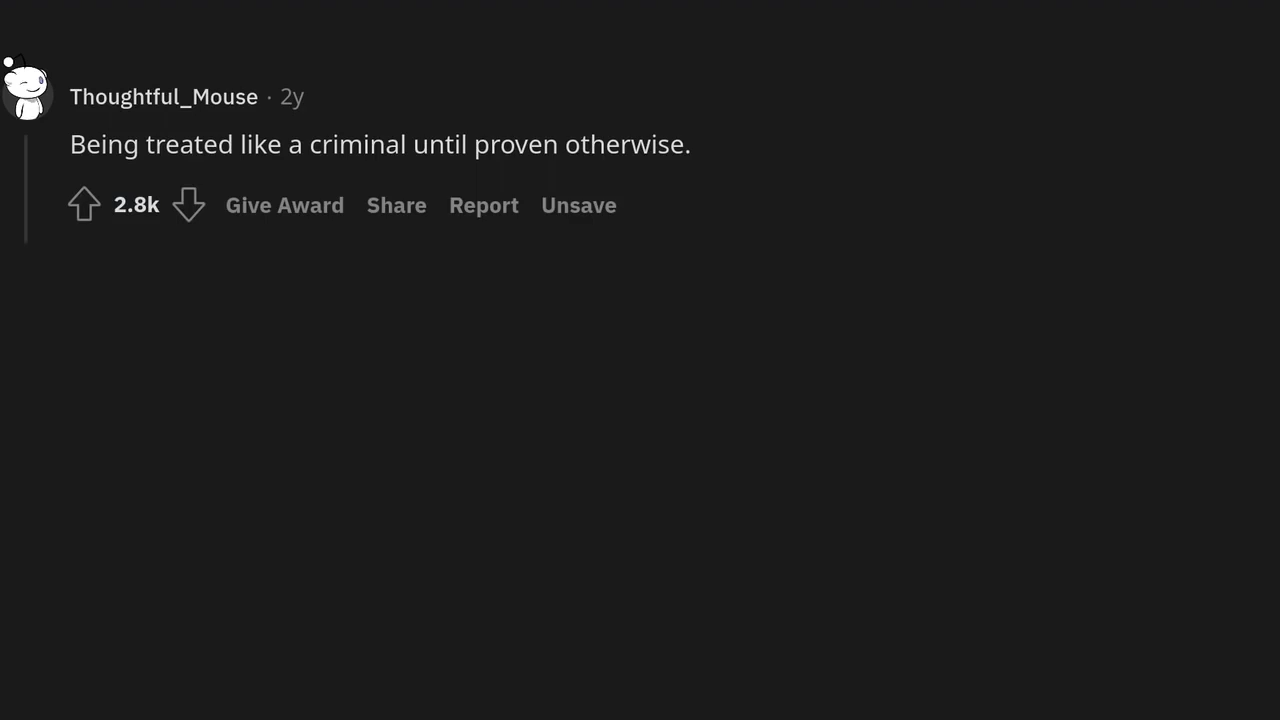 Thoughtful_Mouse · 2y
Being treated like a criminal until proven otherwise.
2.8k Give Award Share Report Unsave